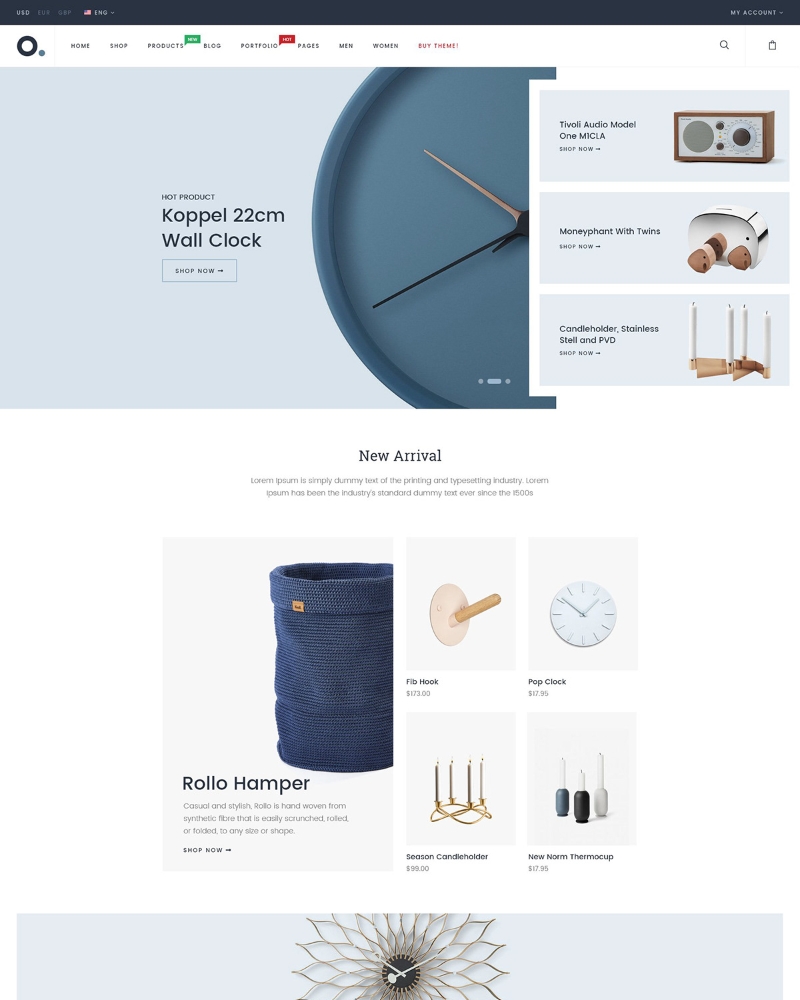 USD EUR GBP ENG MY ACCOUNT
NEW HOT
HOME SHOP PRODUCTS BLOG PORTFOLIO PAGES MEN WOMEN BUY THEME!
HOT PRODUCT
Koppel 22cm
Wall Clock
SHOP NOW
Tivoli Audio Model
One M1CLA
SHOP NOW
Moneyphant With Twins
SHOP NOW
Candleholder, Stainless
Stell and PVD
SHOP NOW
New Arrival
Lorem Ipsum is simply dummy text of the printing and typesetting industry. Lorem
Ipsum has been the industry's standard dummy text ever since the 1500s
Rollo Hamper
Casual and stylish, Rollo is hand woven from
synthetic fibre that is easily scrunched, rolled,
or folded, to any size or shape.
SHOP NOW
Fib Hook
$173.00
Pop Clock
$17.95
Season Candleholder
$99.00
New Norm Thermocup
$17.95